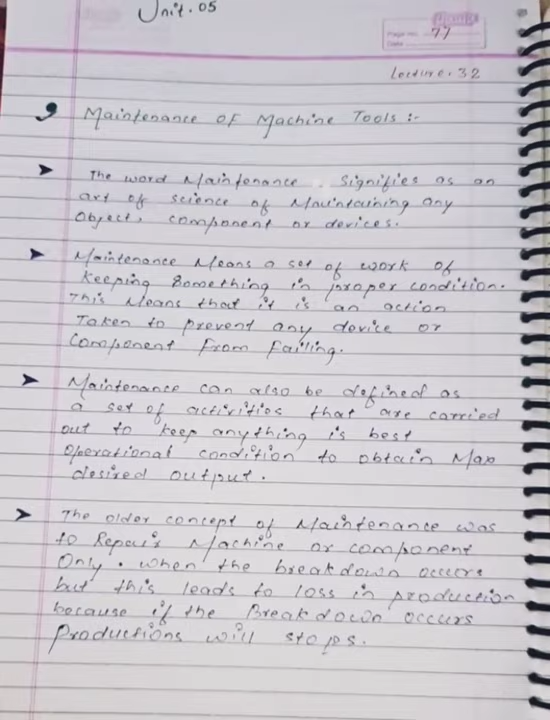 Unit. 05
Page No. 77
Date
Lecture. 32
Maintenance OF Machine Tools :-
The word Maintenance signifies as an
art of science of Maintaining any
Object, component or devices.
Maintenance Means a set of work of
Keeping Something in proper condition.
This Means that it is an action
Taken to prevent any device or
Component from failing.
Maintenance can also be defined as
a set of activities that are carried
out to keep anything is best
Operational condition to obtain Max
desired output.
The older concept of Maintenance was
to Repair Machine or component
Only. when the breakdown occurs
but this leads to loss in production
because if the Breakdown occurs
Productions will stops.